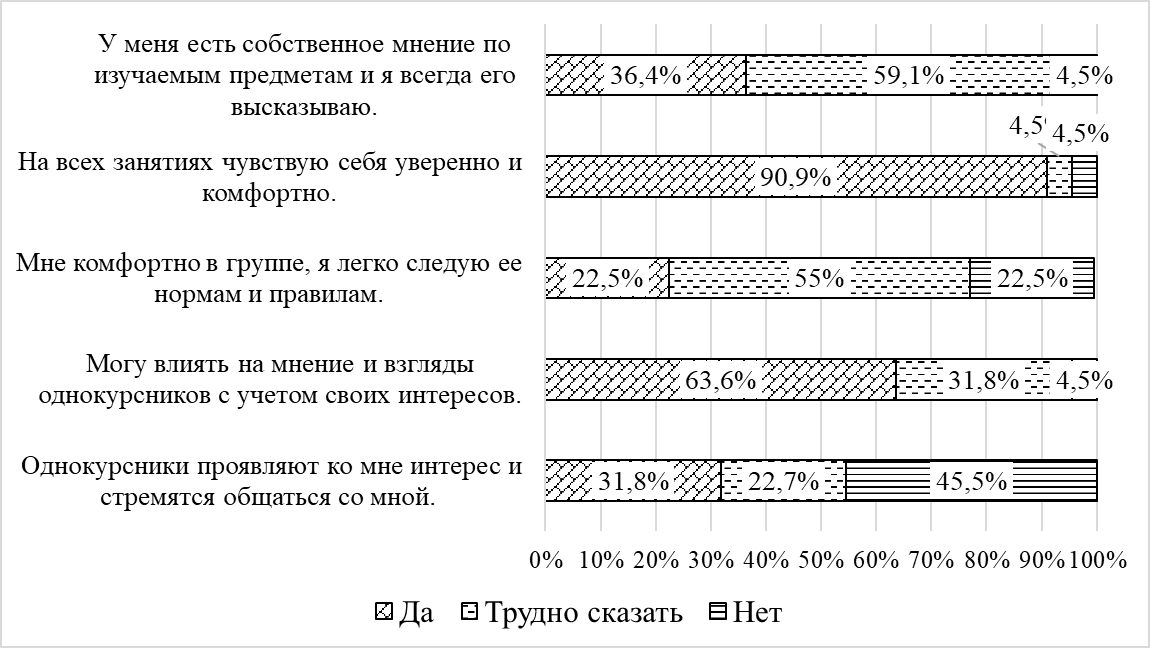 У меня есть собственное мнение по
изучаемым предметам и я всегда его
высказываю.
36,4% 59,1% 4,5%
На всех занятиях чувствую себя уверенно и
комфортно.
4,5 4,5%
90,9%
Мне комфортно в группе, я легко следую ее
нормам и правилам.
22,5% 55% 22,5%
Могу влиять на мнение и взгляды
однокурсников с учетом своих интересов.
63,6% 31,8% 4,5%
Однокурсники проявляют ко мне интерес и
стремятся общаться со мной.
31,8% 22,7% 45,5%
0% 10% 20% 30% 40% 50% 60% 70% 80% 90% 100%
Да Трудно сказать Нет